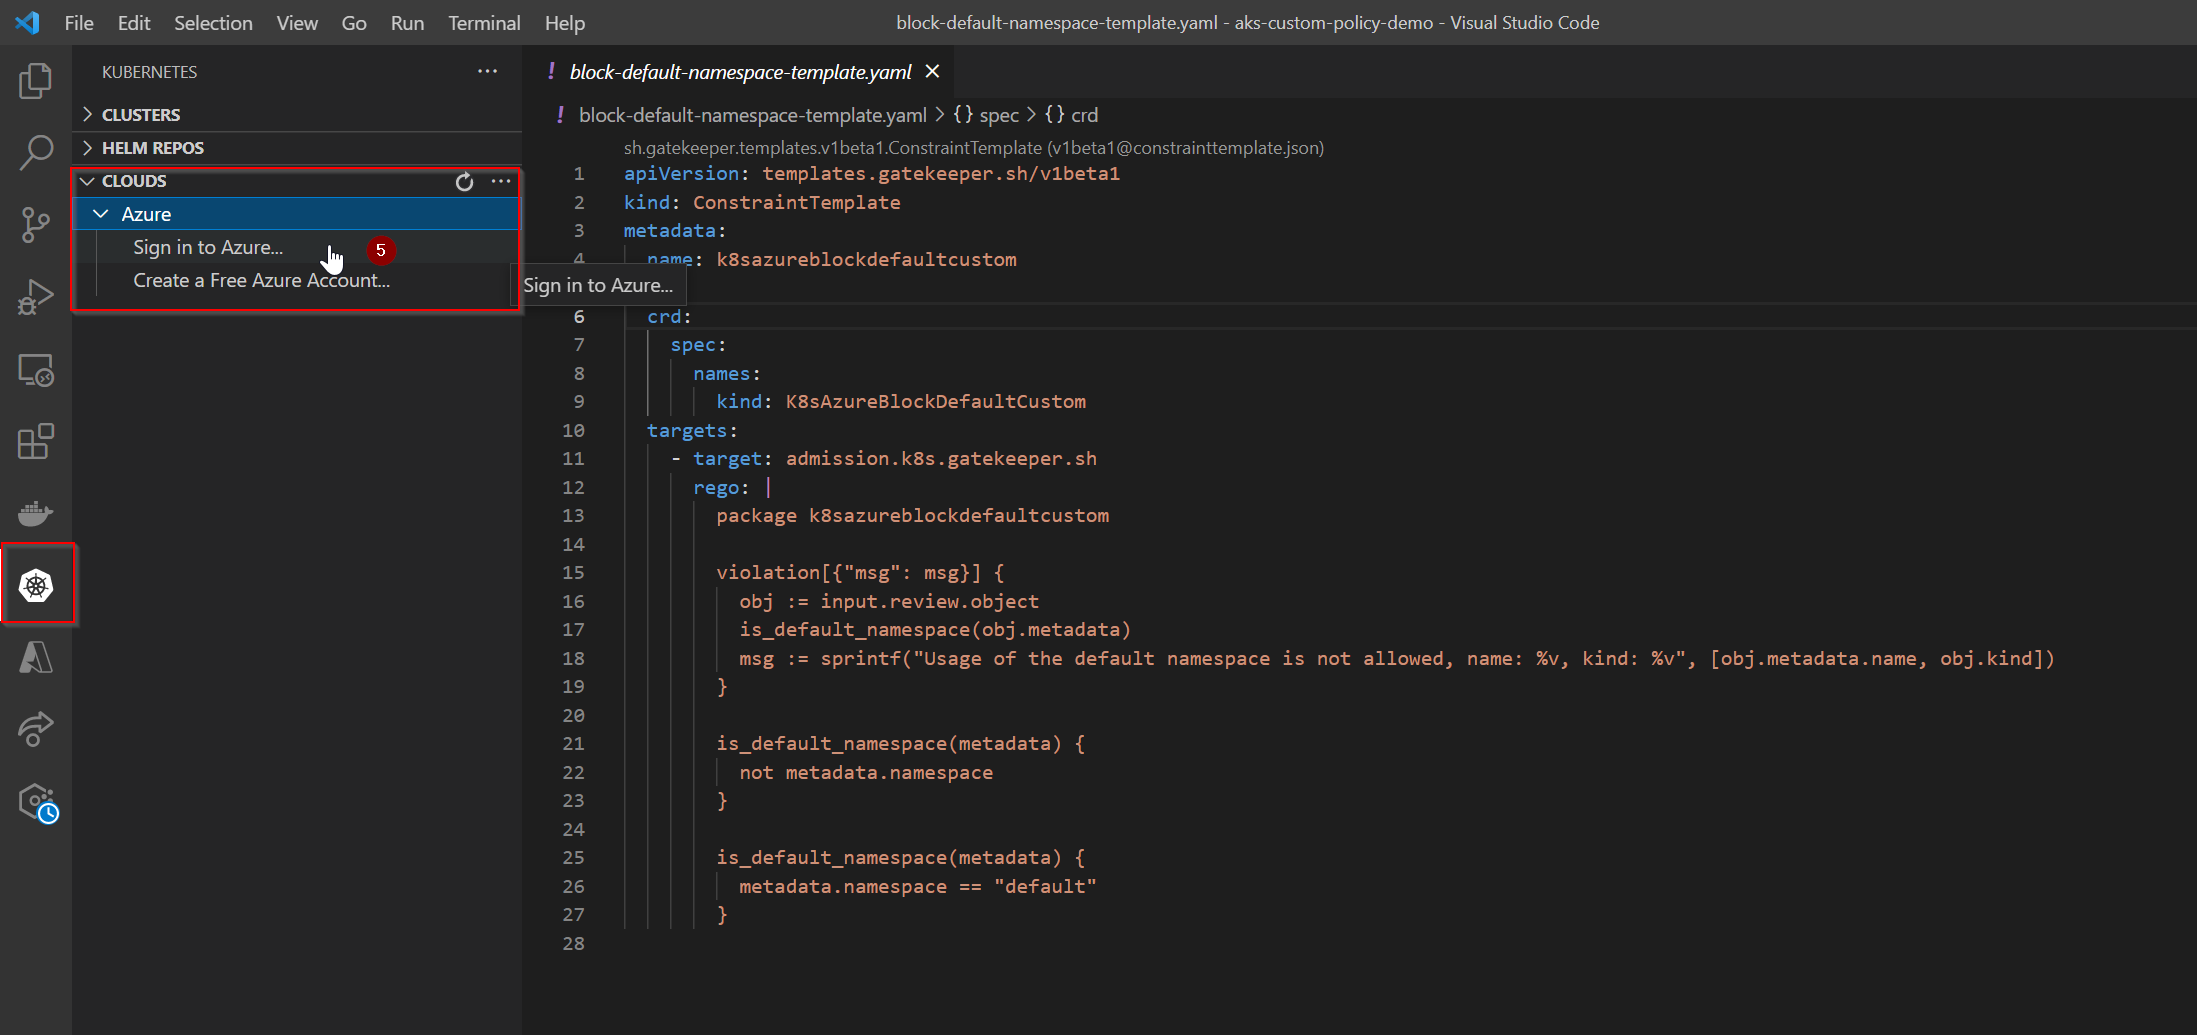 File Edit Selection View Go Run Terminal Help
block-default-namespace-template.yaml - aks-custom-policy-demo - Visual Studio Code
KUBERNETES
CLUSTERS
HELM REPOS
CLOUDS
Azure
Sign in to Azure...
5
Create a Free Azure Account...
Sign in to Azure...
! block-default-namespace-template.yaml
! block-default-namespace-template.yaml > {} spec > {} crd
sh.gatekeeper.templates.v1beta1.ConstraintTemplate (v1beta1@constrainttemplate.json)
1 apiVersion: templates.gatekeeper.sh/v1beta1
2 kind: ConstraintTemplate
3 metadata:
4   name: k8sazureblockdefaultcustom
6   crd:
7     spec:
8       names:
9         kind: K8sAzureBlockDefaultCustom
10   targets:
11     - target: admission.k8s.gatekeeper.sh
12       rego: |
13         package k8sazureblockdefaultcustom
14
15         violation[{"msg": msg}] {
16           obj := input.review.object
17           is_default_namespace(obj.metadata)
18           msg := sprintf("Usage of the default namespace is not allowed, name: %v, kind: %v", [obj.metadata.name, obj.kind])
19         }
20
21         is_default_namespace(metadata) {
22           not metadata.namespace
23         }
24
25         is_default_namespace(metadata) {
26           metadata.namespace == "default"
27         }
28